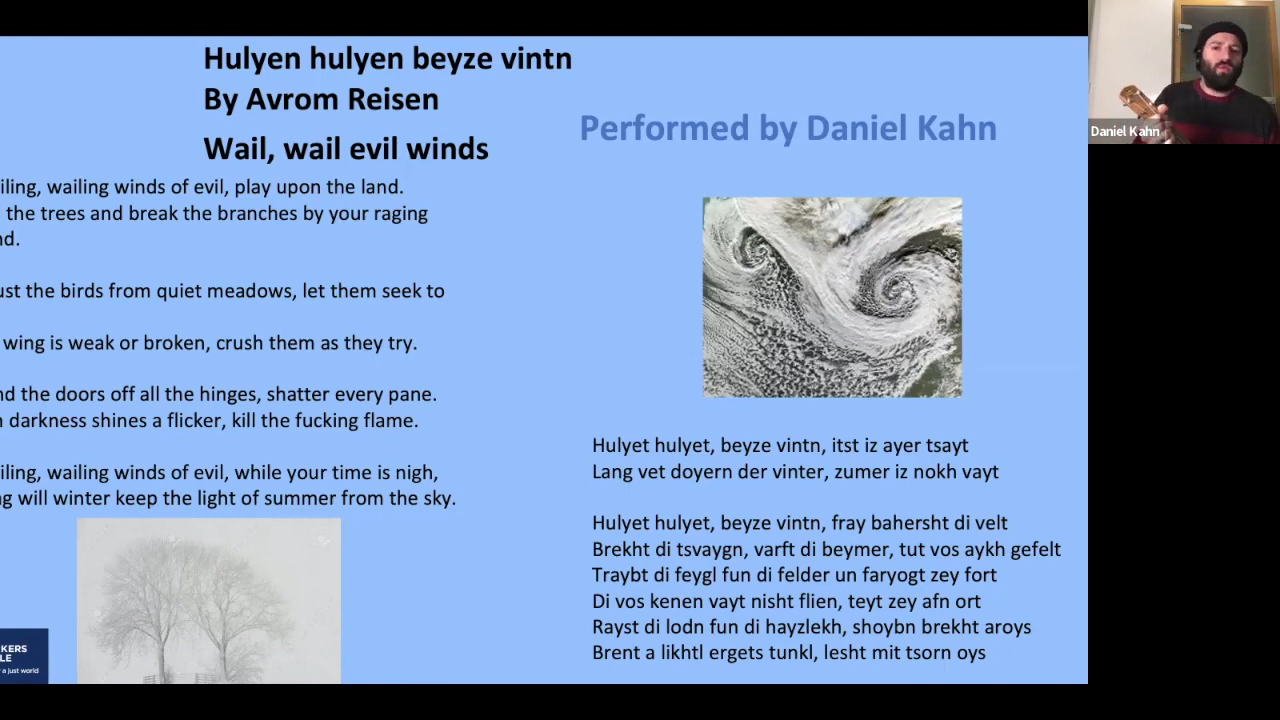 Hulyen hulyen beyze vintn
By Avrom Reisen
Wail, wail evil winds
iling, wailing winds of evil, play upon the land.
the trees and break the branches by your raging
nd.
ust the birds from quiet meadows, let them seek to
wing is weak or broken, crush them as they try.
nd the doors off all the hinges, shatter every pane.
n darkness shines a flicker, kill the fucking flame.
iling, wailing winds of evil, while your time is nigh,
ng will winter keep the light of summer from the sky.
KERS
LE
r a just world
Performed by Daniel Kahn
Hulyet hulyet, beyze vintn, itst iz ayer tsayt
Lang vet doyern der vinter, zumer iz nokh vayt
Hulyet hulyet, beyze vintn, fray bahersht di velt
Brekht di tsvaygn, varft di beymer, tut vos aykh gefelt
Traybt di feygl fun di felder un faryogt zey fort
Di vos kenen vayt nisht flien, teyt zey afn ort
Rayst di lodn fun di hayzlekh, shoybn brekht aroys
Brent a likhtl ergets tunkl, lesht mit tsorn oys
Daniel Kahn